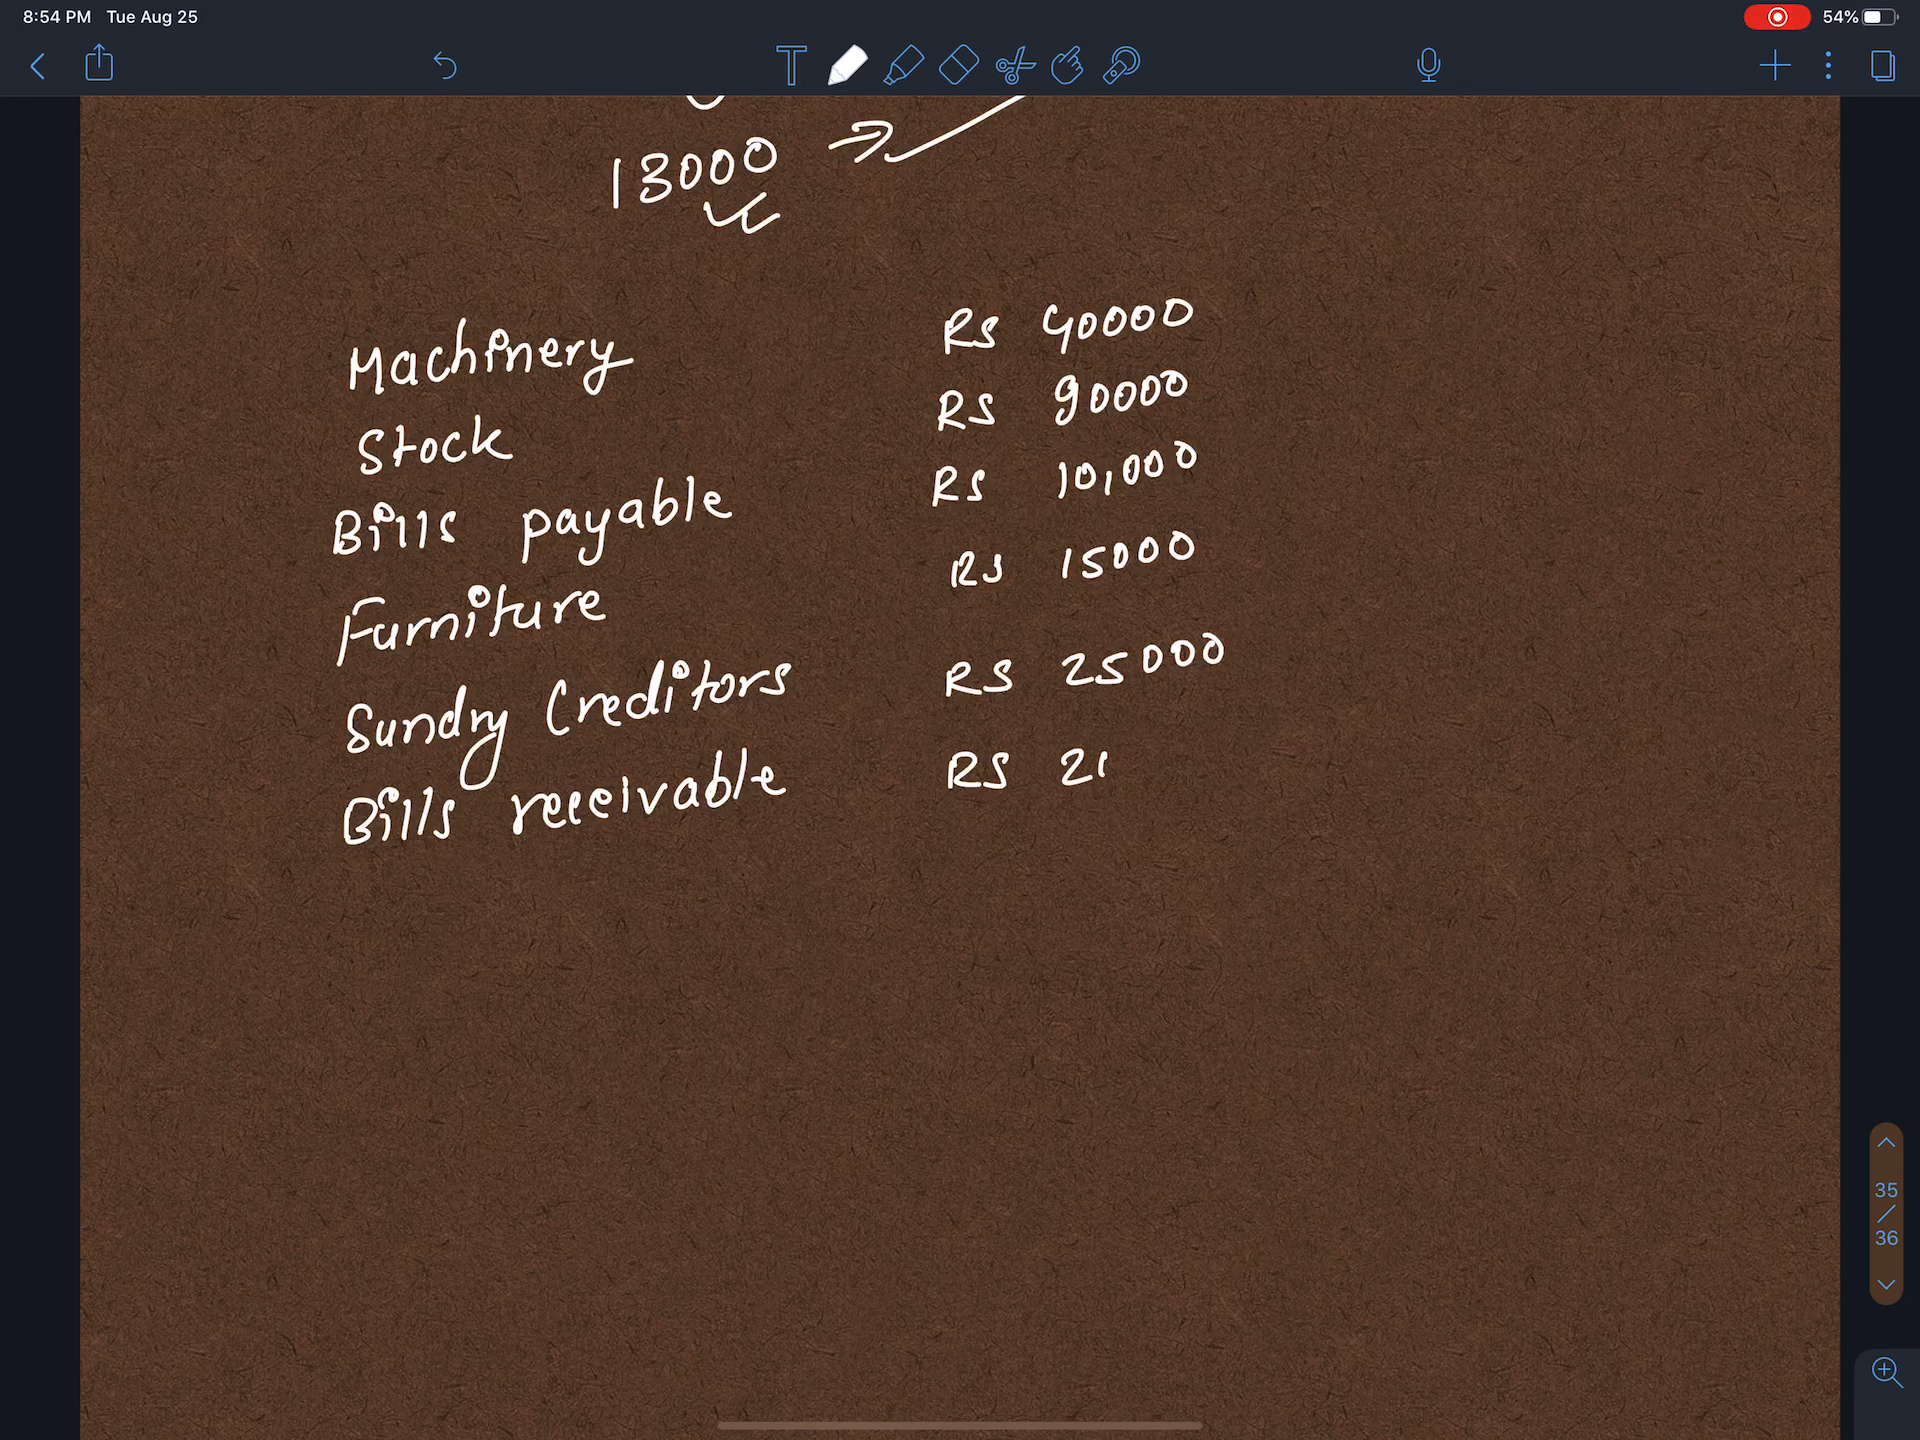 8:54 PM Tue Aug 25
54%
13000
Machinery Rs 40000
Stock Rs 90000
Bills payable Rs 10,000
Furniture Rs 15000
Sundry Creditors Rs 25000
Bills receivable Rs 21
35
/
36